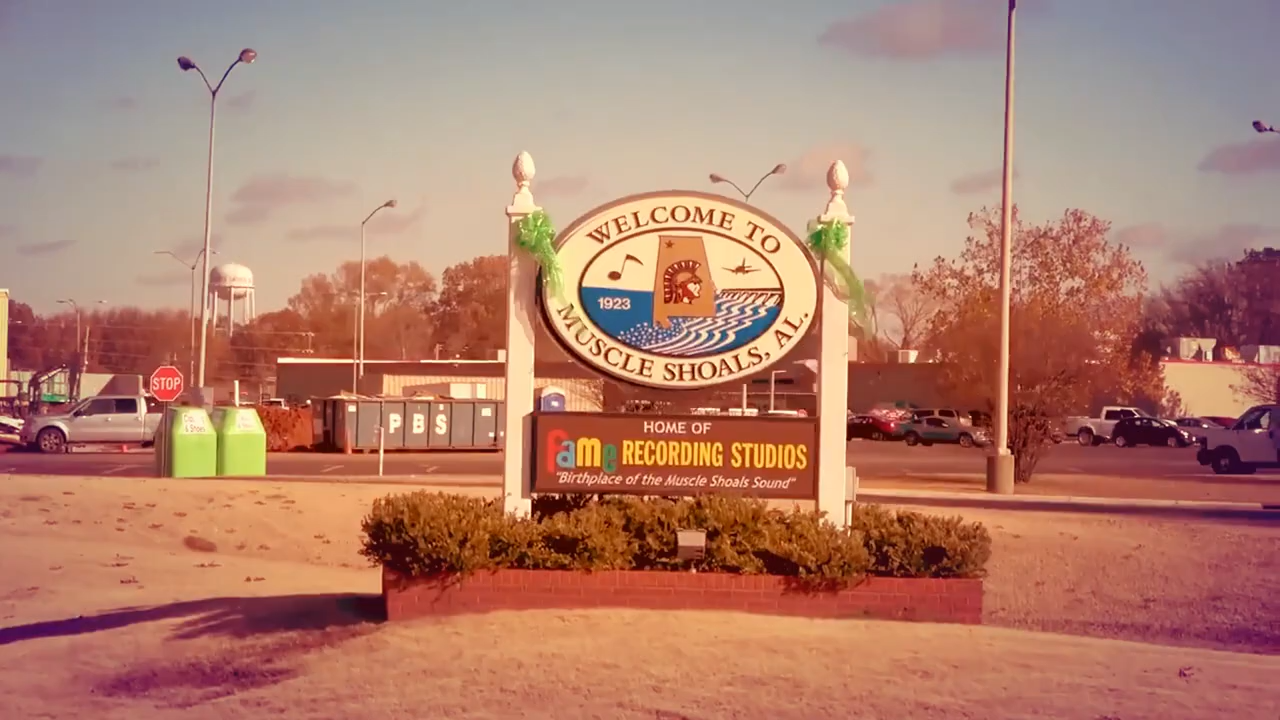 WELCOME TO
1923
MUSCLE SHOALS, AL.
STOP
PBS
HOME OF
FAME RECORDING STUDIOS
"Birthplace of the Muscle Shoals Sound"